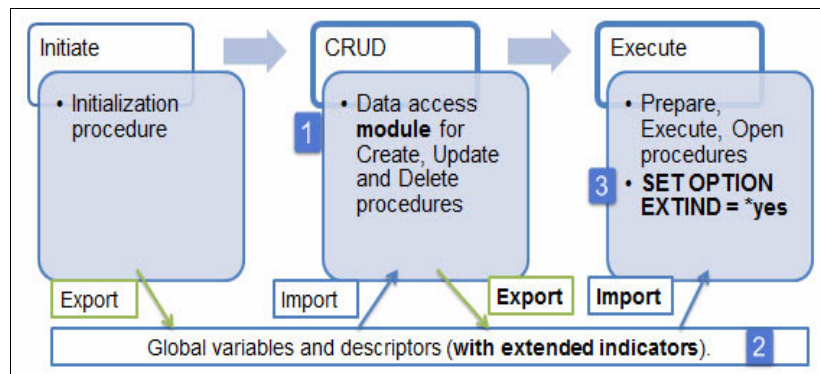 Initiate
• Initialization
procedure
CRUD
1
• Data access
module for
Create, Update
and Delete
procedures
Execute
• Prepare,
Execute, Open
procedures
3
• SET OPTION
EXTIND = *yes
Export
Import
Export
Import
Global variables and descriptors (with extended indicators).
2